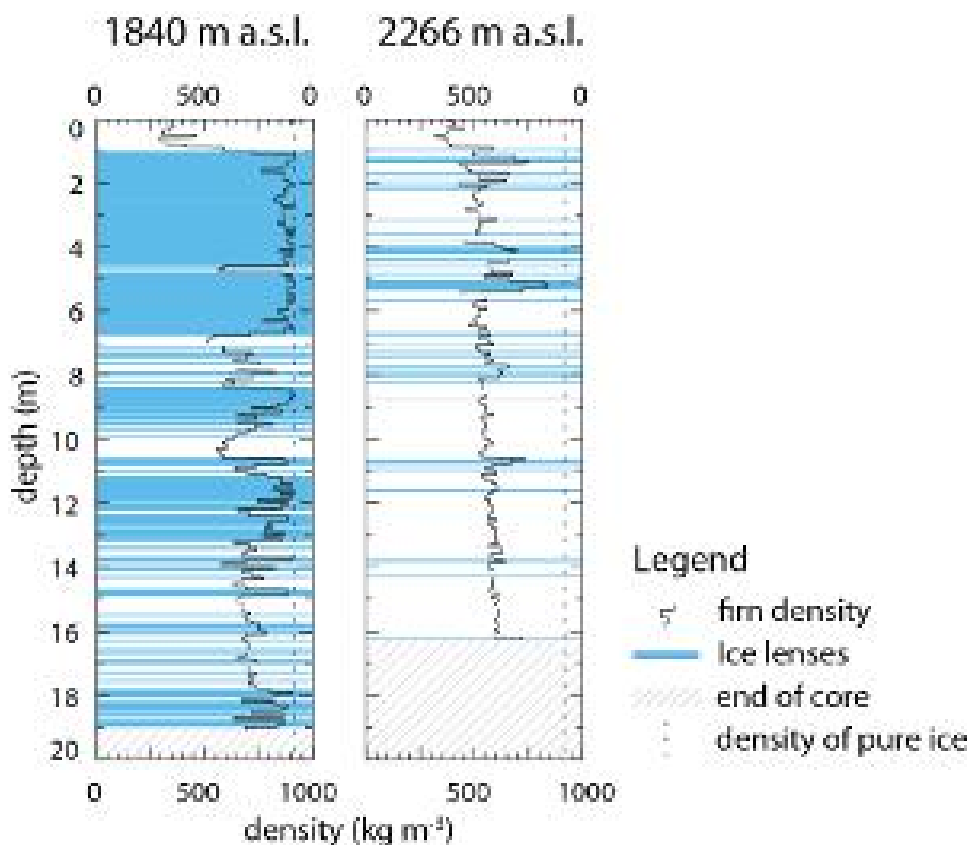 1840 m a.s.l. 2266 m a.s.l.
0 500 0 0 500 0
0
2
4
6
8
10
12
14
16
18
20
depth (m)
0 500 1000 500 1000
density (kg m⁻³)
Legend
firn density
Ice lenses
end of core
density of pure ice